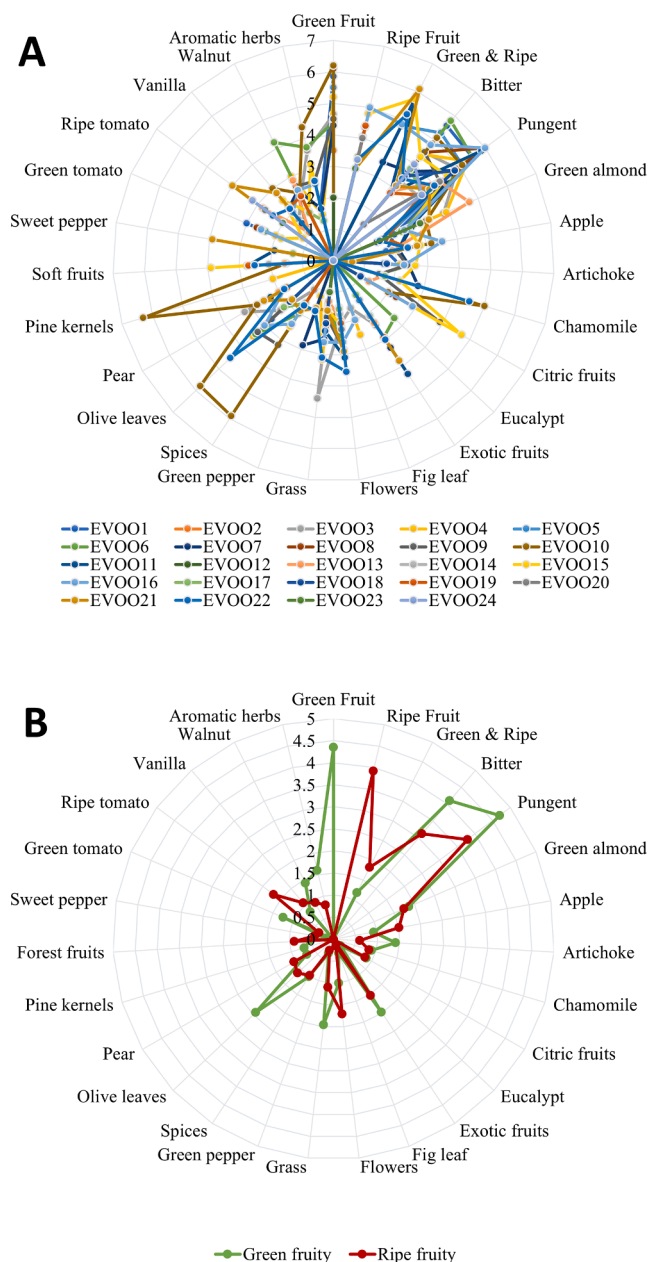 A
Green Fruit
Aromatic herbs
Ripe Fruit
Walnut
Green & Ripe
Vanilla
Bitter
Ripe tomato
Pungent
Green tomato
Green almond
Sweet pepper
Apple
Soft fruits
Artichoke
Pine kernels
Chamomile
Pear
Citric fruits
Olive leaves
Eucalypt
Spices
Exotic fruits
Green pepper
Fig leaf
Grass
Flowers
7
6
5
4
3
2
1
0
EVOO1 EVOO2 EVOO3 EVOO4 EVOO5
EVOO6 EVOO7 EVOO8 EVOO9 EVOO10
EVOO11 EVOO12 EVOO13 EVOO14 EVOO15
EVOO16 EVOO17 EVOO18 EVOO19 EVOO20
EVOO21 EVOO22 EVOO23 EVOO24
B
Green Fruit
Aromatic herbs
Ripe Fruit
Walnut
Green & Ripe
Vanilla
Bitter
Ripe tomato
Pungent
Green tomato
Green almond
Sweet pepper
Apple
Forest fruits
Artichoke
Pine kernels
Chamomile
Pear
Citric fruits
Olive leaves
Eucalypt
Spices
Exotic fruits
Green pepper
Fig leaf
Grass
Flowers
5
4.5
4
3.5
3
2.5
2
1.5
1
0.5
0
Green fruity Ripe fruity